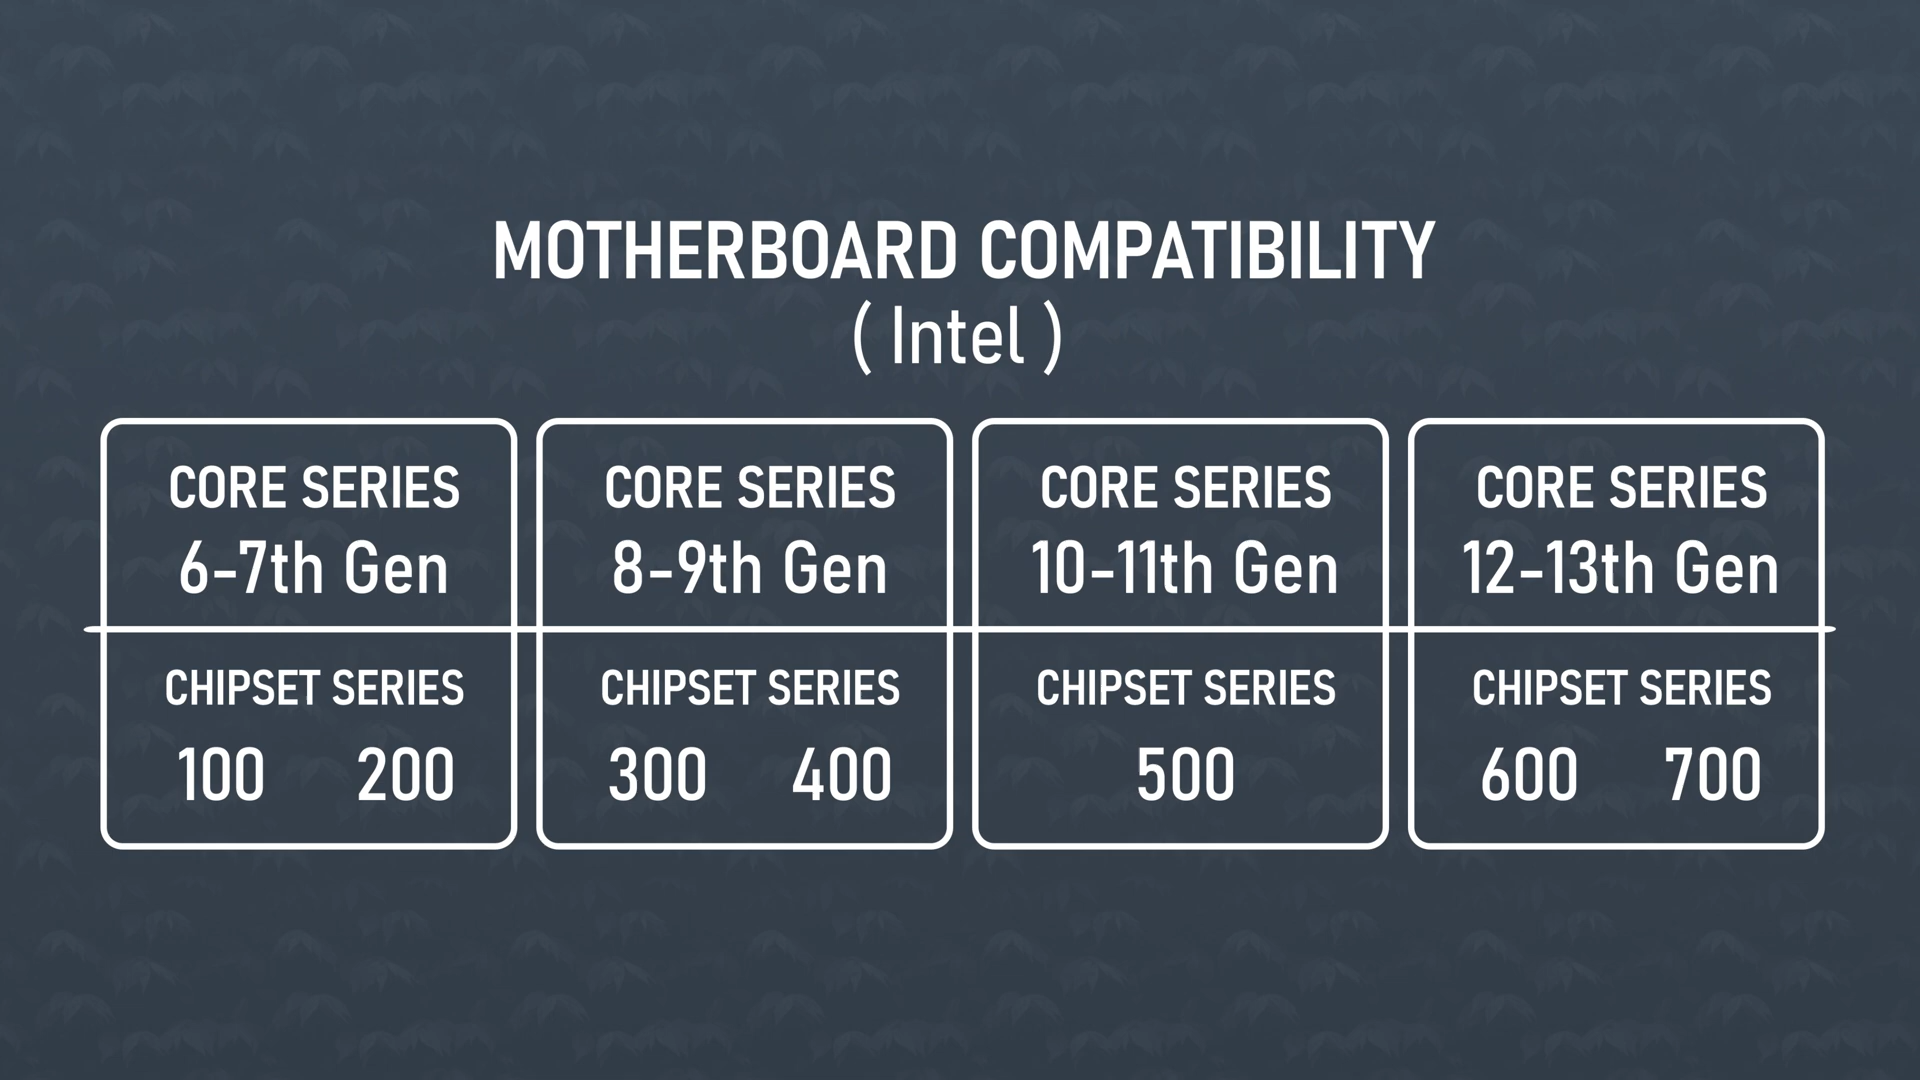 MOTHERBOARD COMPATIBILITY
( Intel )
CORE SERIES
6-7th Gen
CHIPSET SERIES
100 200
CORE SERIES
8-9th Gen
CHIPSET SERIES
300 400
CORE SERIES
10-11th Gen
CHIPSET SERIES
500
CORE SERIES
12-13th Gen
CHIPSET SERIES
600 700